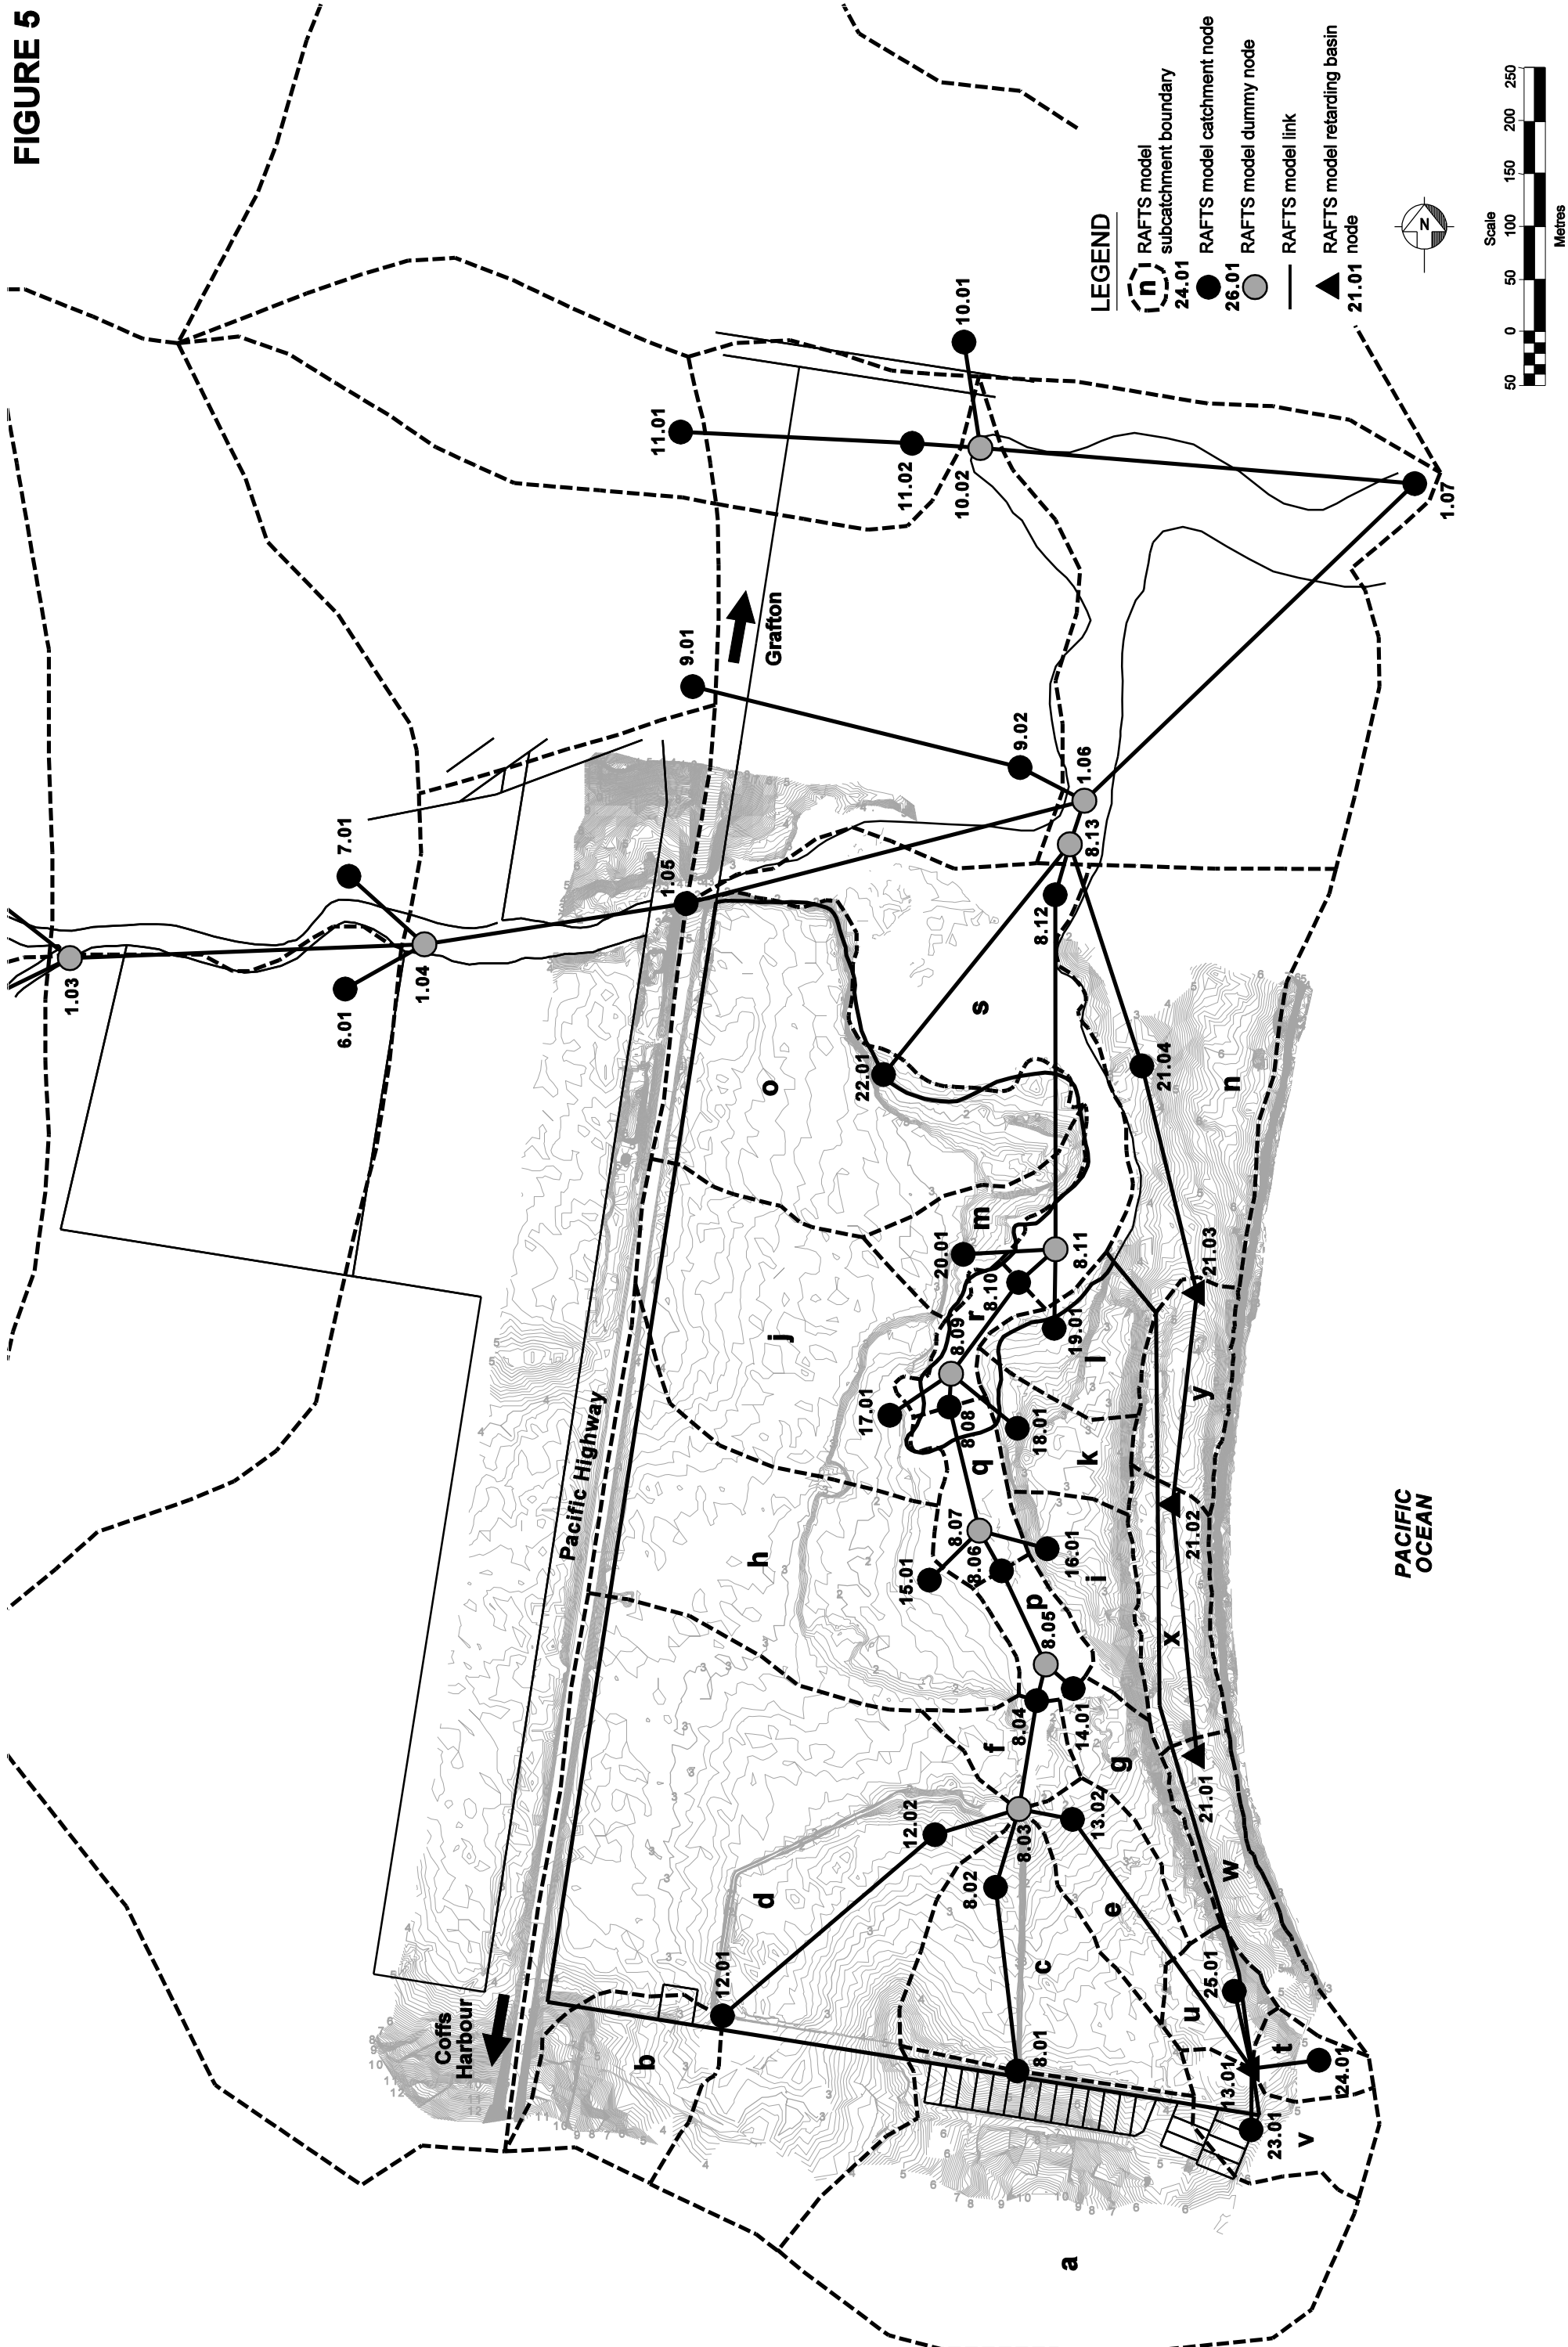 FIGURE 5
1.03
6.01
7.01
1.04
1.05
9.01
Grafton
11.01
11.02
10.01
10.02
9.02
1.06
8.13
8.12
1.07
22.01
s
o
21.04
n
Pacific Highway
j
m
20.01
8.11
8.10
r
8.09
19.01
l
21.03
y
17.01
8.08
18.01
k
q
h
8.07
15.01
8.06
16.01
i
21.02
p
8.05
x
8.04
14.01
f
g
21.01
12.02
8.03
13.02
8.02
w
d
e
c
12.01
25.01
u
Coffs
Harbour
b
8.01
13.01
t
24.01
23.01
v
a
PACIFIC
OCEAN
LEGEND
n
RAFTS model
subcatchment boundary
24.01
RAFTS model catchment node
26.01
RAFTS model dummy node
RAFTS model link
RAFTS model retarding basin
node
21.01
N
Scale
50 0 50 100 150 200 250
Metres